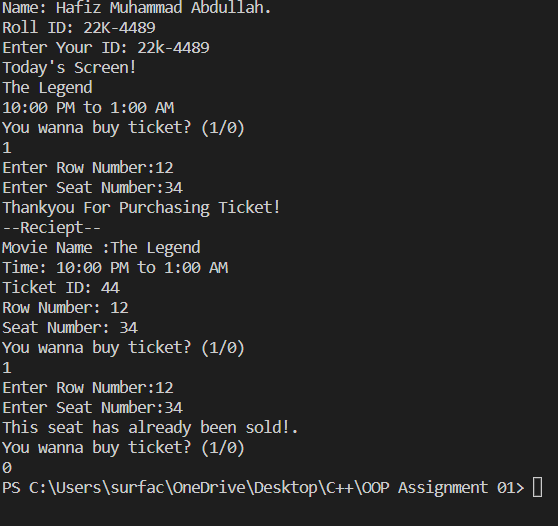 Name: Hafiz Muhammad Abdullah.
Roll ID: 22K-4489
Enter Your ID: 22k-4489
Today's Screen!
The Legend
10:00 PM to 1:00 AM
You wanna buy ticket? (1/0)
1
Enter Row Number:12
Enter Seat Number:34
Thankyou For Purchasing Ticket!
--Reciept--
Movie Name :The Legend
Time: 10:00 PM to 1:00 AM
Ticket ID: 44
Row Number: 12
Seat Number: 34
You wanna buy ticket? (1/0)
1
Enter Row Number:12
Enter Seat Number:34
This seat has already been sold!.
You wanna buy ticket? (1/0)
0
PS C:\Users\surfac\OneDrive\Desktop\C++\OOP Assignment 01>